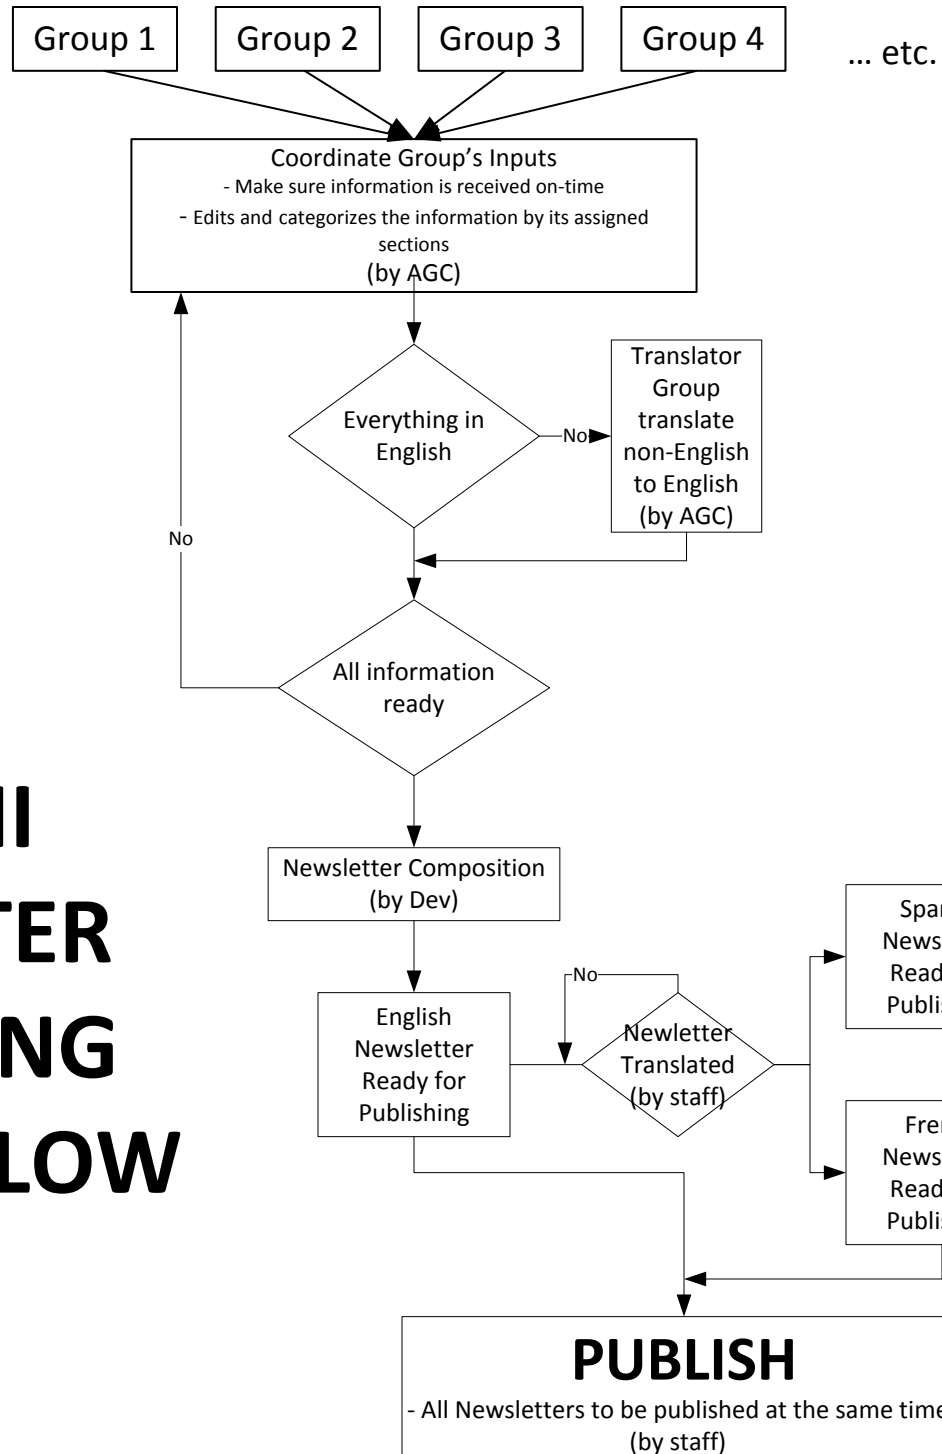 Group 1
Group 2
Group 3
Group 4
... etc.
Coordinate Group's Inputs
- Make sure information is received on-time
- Edits and categorizes the information by its assigned
sections
(by AGC)
Everything in
English
No
Translator
Group
translate
non-English
to English
(by AGC)
No
All information
ready
Newsletter Composition
(by Dev)
English
Newsletter
Ready for
Publishing
No
Newletter
Translated
(by staff)
PUBLISH
- All Newsletters to be published at the same time
(by staff)